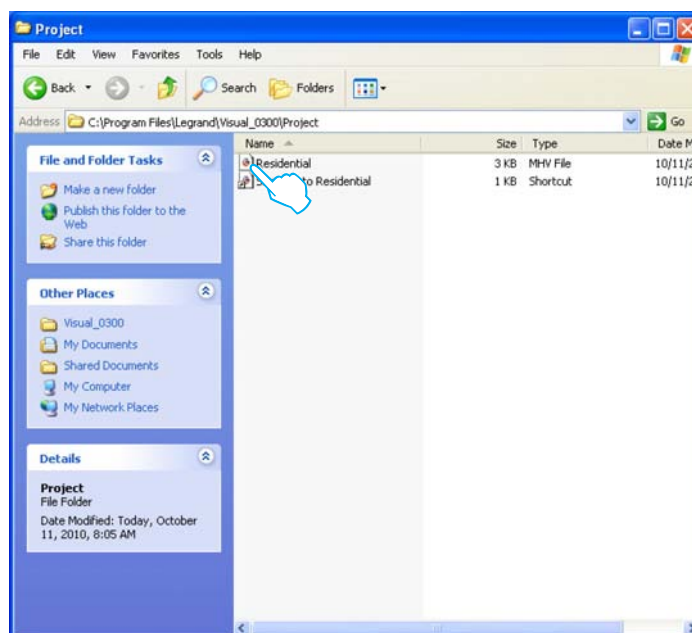 Project
File Edit View Favorites Tools Help
Back Search Folders
Address C:\Program Files\Legrand\Visual_0300\Project Go
Name Size Type Date M
Residential 3 KB MHV File 10/11/2
to Residential 1 KB Shortcut 10/11/2
File and Folder Tasks
Make a new folder
Publish this folder to the
Web
Share this folder
Other Places
Visual_0300
My Documents
Shared Documents
My Computer
My Network Places
Details
Project
File Folder
Date Modified: Today, October
11, 2010, 8:05 AM